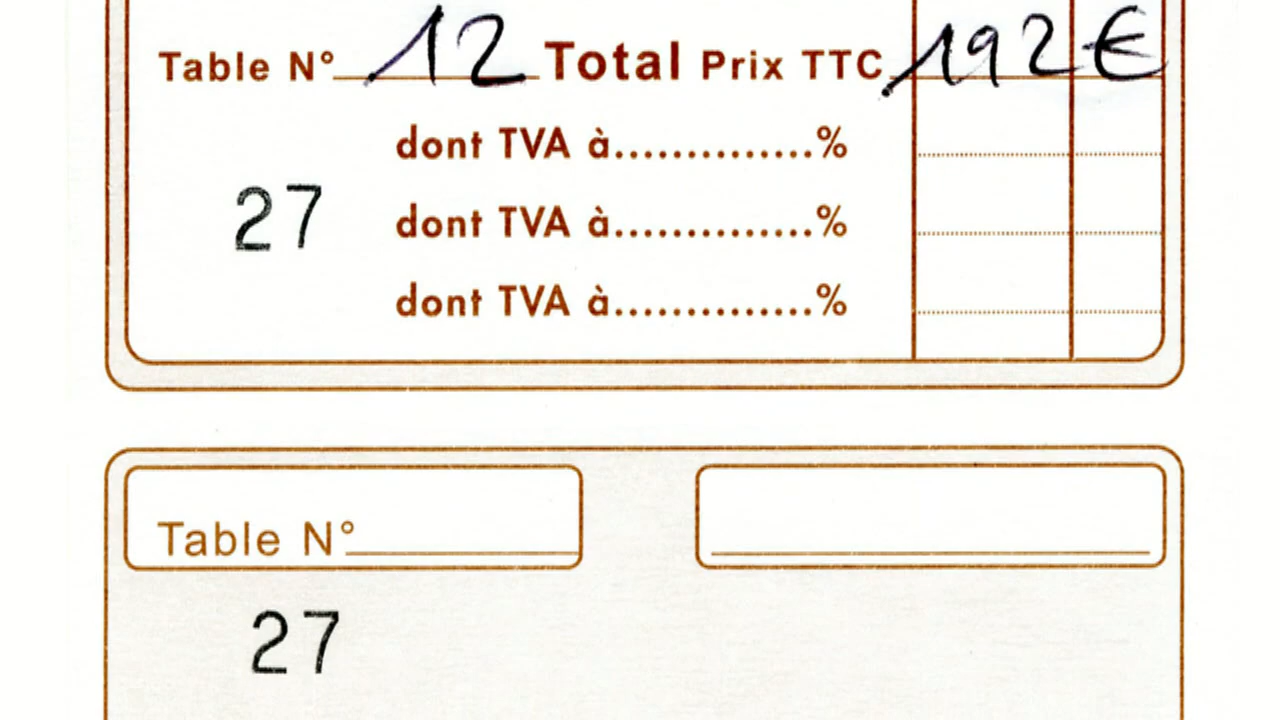 Table N° 12 Total Prix TTC 192 €
dont TVA à..............%
27
dont TVA à..............%
dont TVA à..............%
Table N°
27